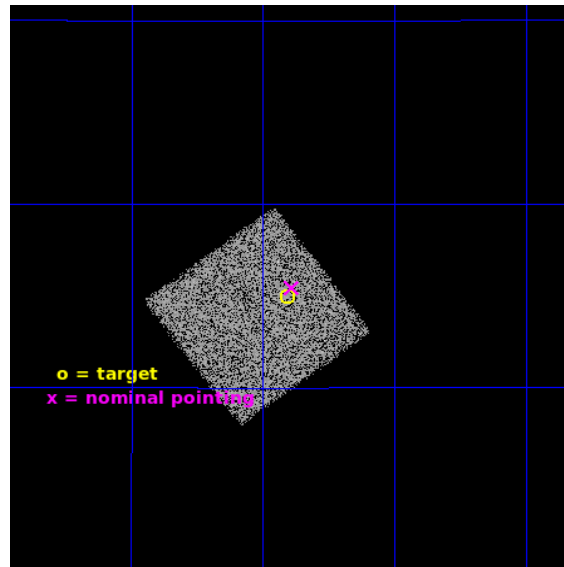 o = target
x = nominal pointing